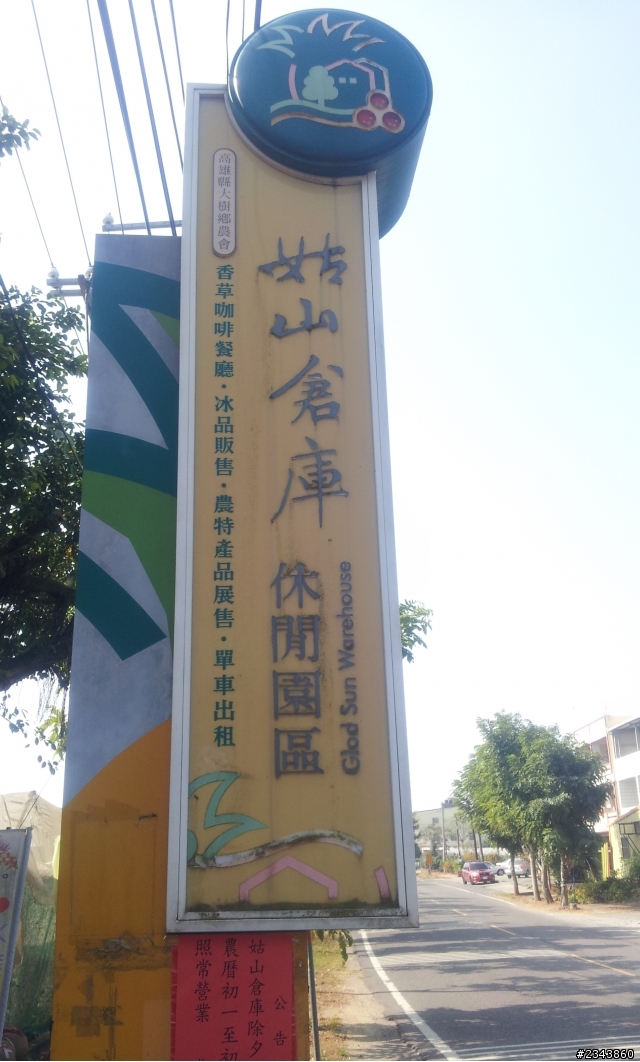 高雄縣大樹鄉農會
姑山倉庫
休閒園區
Glad Sun Warehouse
香草咖啡餐廳・冰品販售・農特產品展售・單車出租
公告
姑山倉庫除夕
農曆初一至初
照常營業
#2343860